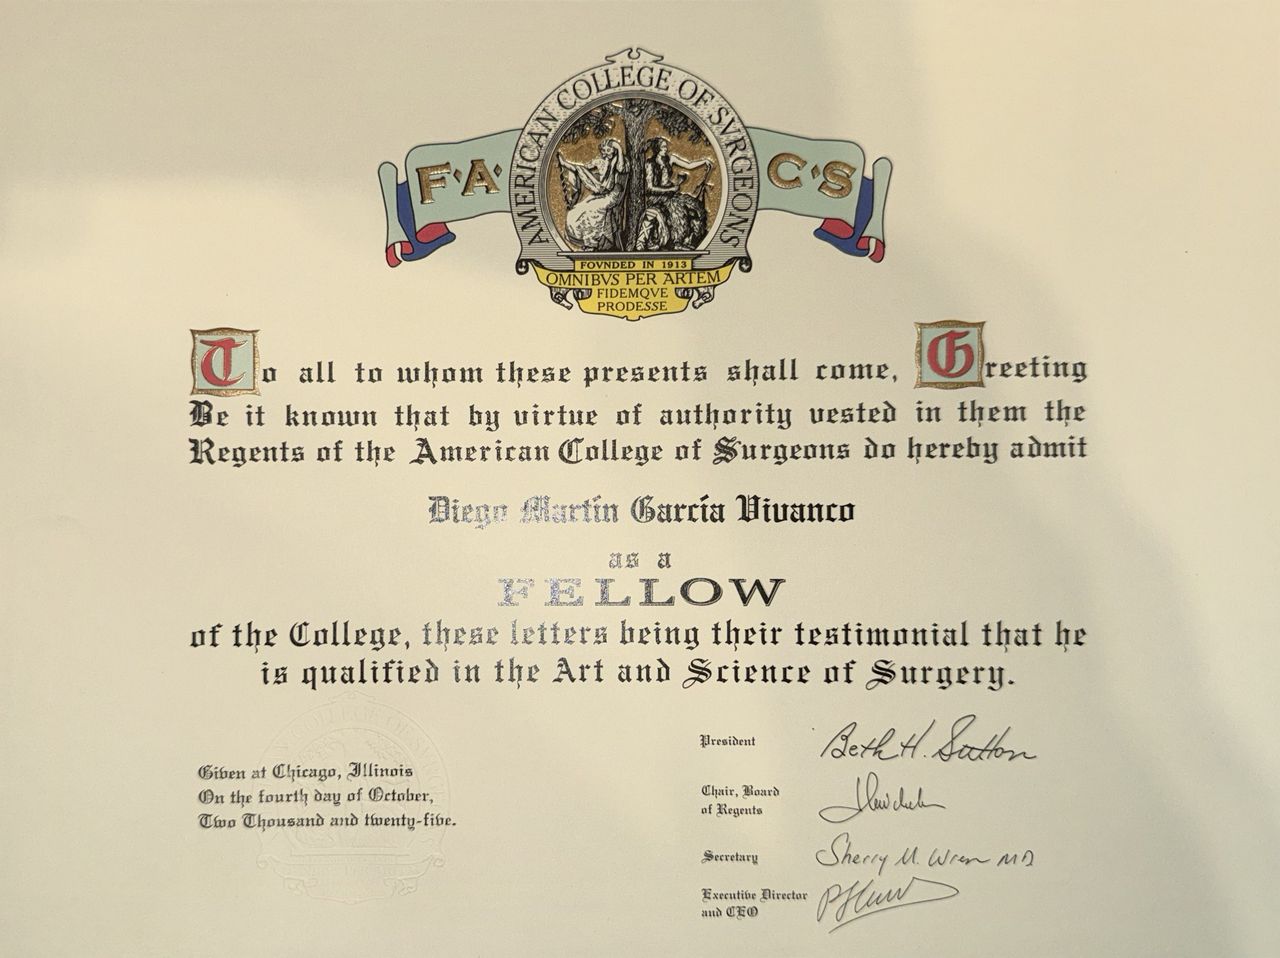 AMERICAN COLLEGE OF SVRGEONS
F·A·
C·S
FOVNDED IN 1913
OMNIBVS PER ARTEM
FIDEMQVE
PRODESSE
To all to whom these presents shall come, Greeting
Be it known that by virtue of authority vested in them the
Regents of the American College of Surgeons do hereby admit
Diego Martín García Vivanco
as a
FELLOW
of the College, these letters being their testimonial that he
is qualified in the Art and Science of Surgery.
Given at Chicago, Illinois
On the fourth day of October,
Two Thousand and twenty-five.
President
Beth H. Sutton
Chair, Board
of Regents
Secretary
Sherry M. Wren MD
Executive Director
and CEO